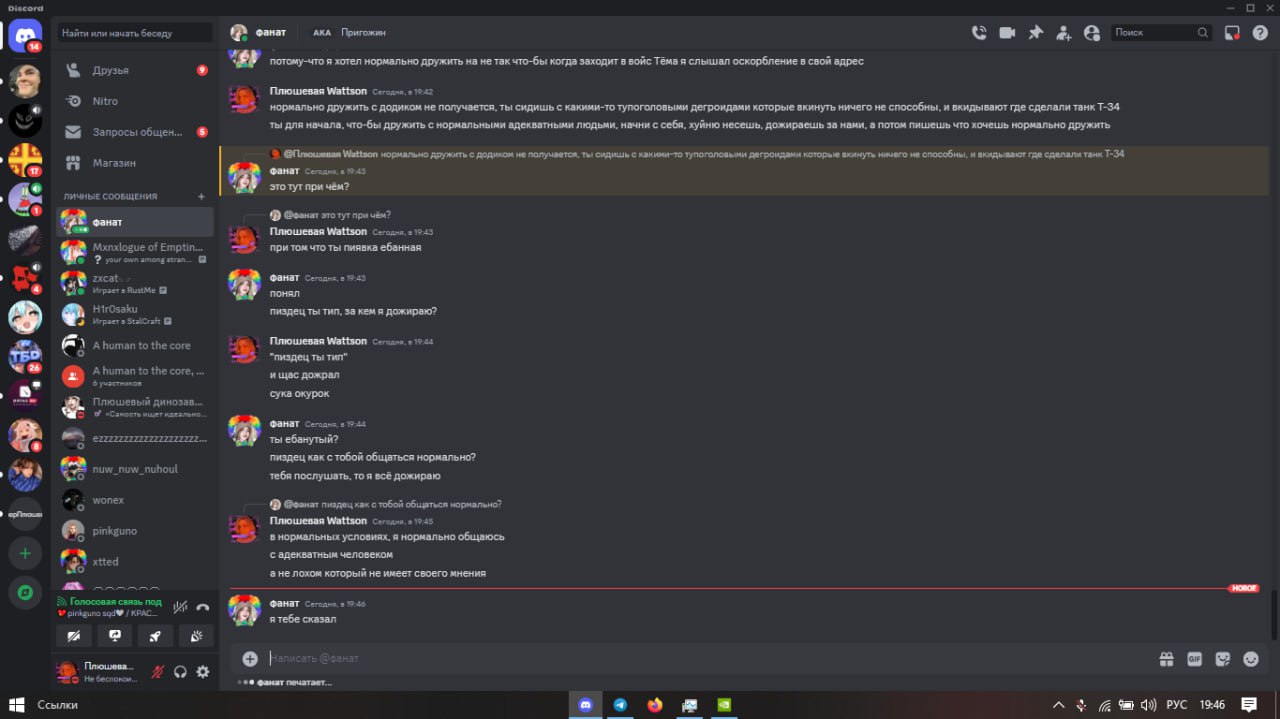 Discord
Найти или начать беседу
фанат
AKA Пригожин
Поиск
14
17
1
4
ТБР
26
8
Друзья
9
Nitro
Запросы общен...
5
Магазин
ЛИЧНЫЕ СООБЩЕНИЯ
фанат
Mxnxlogue of Emptin...
? your own among stran...
zxcat
Играет в RustMe
H1r0saku
Играет в StalCraft
A human to the core
A human to the core, ...
6 участников
Плюшевый динозав...
«Самость ищет идеально...
ezzzzzzzzzzzzzzzzzzzz...
nuw_nuw_nuhoul
wonex
pinkguno
xtted
Голосовая связь под
pinkguno sqd🖤 / КРАС...
Плюшева...
Не беспокои...
потому-что я хотел нормально дружить на не так что-бы когда заходит в войс Тёма я слышал оскорбление в свой адрес
Плюшевая Wattson Сегодня, в 19:42
нормально дружить с додиком не получается, ты сидишь с какими-то тупоголовыми дегроидами которые вкинуть ничего не способны, и вкидывают где сделали танк Т-34
ты для начала, что-бы дружить с нормальными адекватными людьми, начни с себя, хуйню несешь, дожираешь за нами, а потом пишешь что хочешь нормально дружить
@Плюшевая Wattson нормально дружить с додиком не получается, ты сидишь с какими-то тупоголовыми дегроидами которые вкинуть ничего не способны, и вкидывают где сделали танк Т-34
фанат Сегодня, в 19:43
это тут при чём?
@фанат это тут при чём?
Плюшевая Wattson Сегодня, в 19:43
при том что ты пиявка ебанная
фанат Сегодня, в 19:43
понял
пиздец ты тип, за кем я дожираю?
Плюшевая Wattson Сегодня, в 19:44
"пиздец ты тип"
и щас дожрал
сука окурок
фанат Сегодня, в 19:44
ты ебанутый?
пиздец как с тобой общаться нормально?
тебя послушать, то я всё дожираю
@фанат пиздец как с тобой общаться нормально?
Плюшевая Wattson Сегодня, в 19:45
в нормальных условиях, я нормально общаюсь
с адекватным человеком
а не лохом который не имеет своего мнения
НОВОЕ
фанат Сегодня, в 19:46
я тебе сказал
Написать @фанат
GIF
фанат печатает...
Ссылки
РУС
19:46